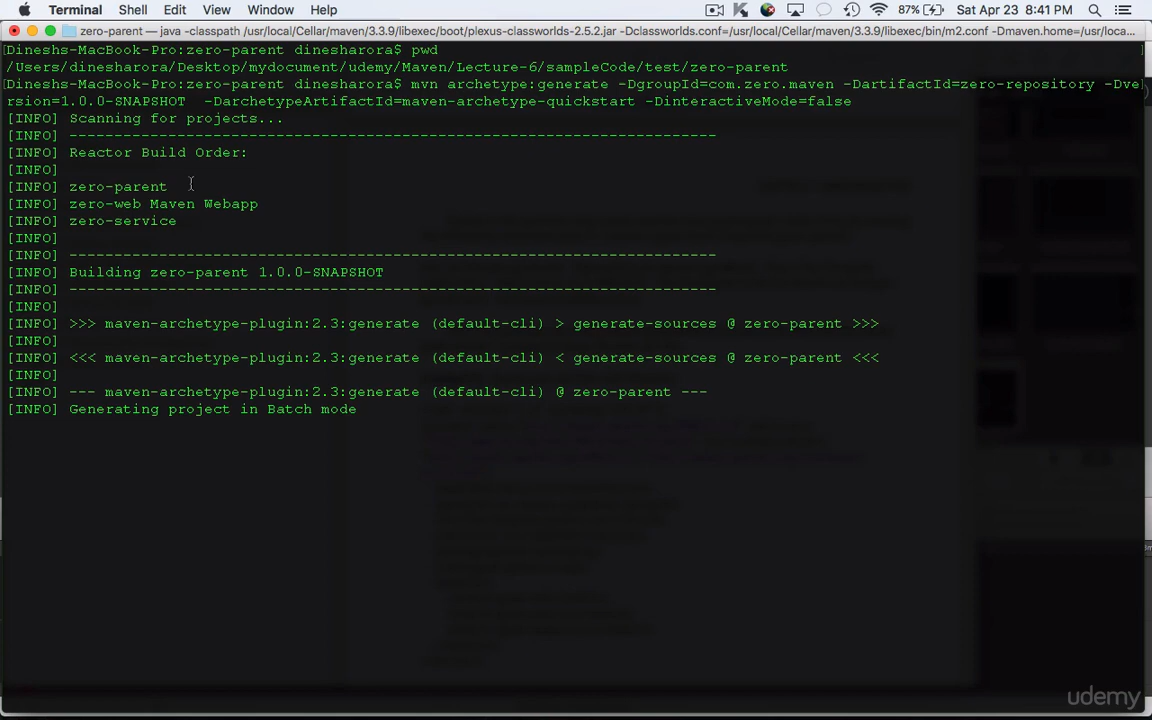 Terminal Shell Edit View Window Help 87% Sat Apr 23 8:41 PM
zero-parent — java -classpath /usr/local/Cellar/maven/3.3.9/libexec/boot/plexus-classworlds-2.5.2.jar -Dclassworlds.conf=/usr/local/Cellar/maven/3.3.9/libexec/bin/m2.conf -Dmaven.home=/usr/loca...
[Dineshs-MacBook-Pro:zero-parent dinesharora$ pwd ]
/Users/dinesharora/Desktop/mydocument/udemy/Maven/Lecture-6/sampleCode/test/zero-parent
[Dineshs-MacBook-Pro:zero-parent dinesharora$ mvn archetype:generate -DgroupId=com.zero.maven -DartifactId=zero-repository -Dve]
rsion=1.0.0-SNAPSHOT -DarchetypeArtifactId=maven-archetype-quickstart -DinteractiveMode=false
[INFO] Scanning for projects...
[INFO] ------------------------------------------------------------------------
[INFO] Reactor Build Order:
[INFO]
[INFO] zero-parent
[INFO] zero-web Maven Webapp
[INFO] zero-service
[INFO]
[INFO] ------------------------------------------------------------------------
[INFO] Building zero-parent 1.0.0-SNAPSHOT
[INFO] ------------------------------------------------------------------------
[INFO]
[INFO] >>> maven-archetype-plugin:2.3:generate (default-cli) > generate-sources @ zero-parent >>>
[INFO]
[INFO] <<< maven-archetype-plugin:2.3:generate (default-cli) < generate-sources @ zero-parent <<<
[INFO]
[INFO] --- maven-archetype-plugin:2.3:generate (default-cli) @ zero-parent ---
[INFO] Generating project in Batch mode
udemy